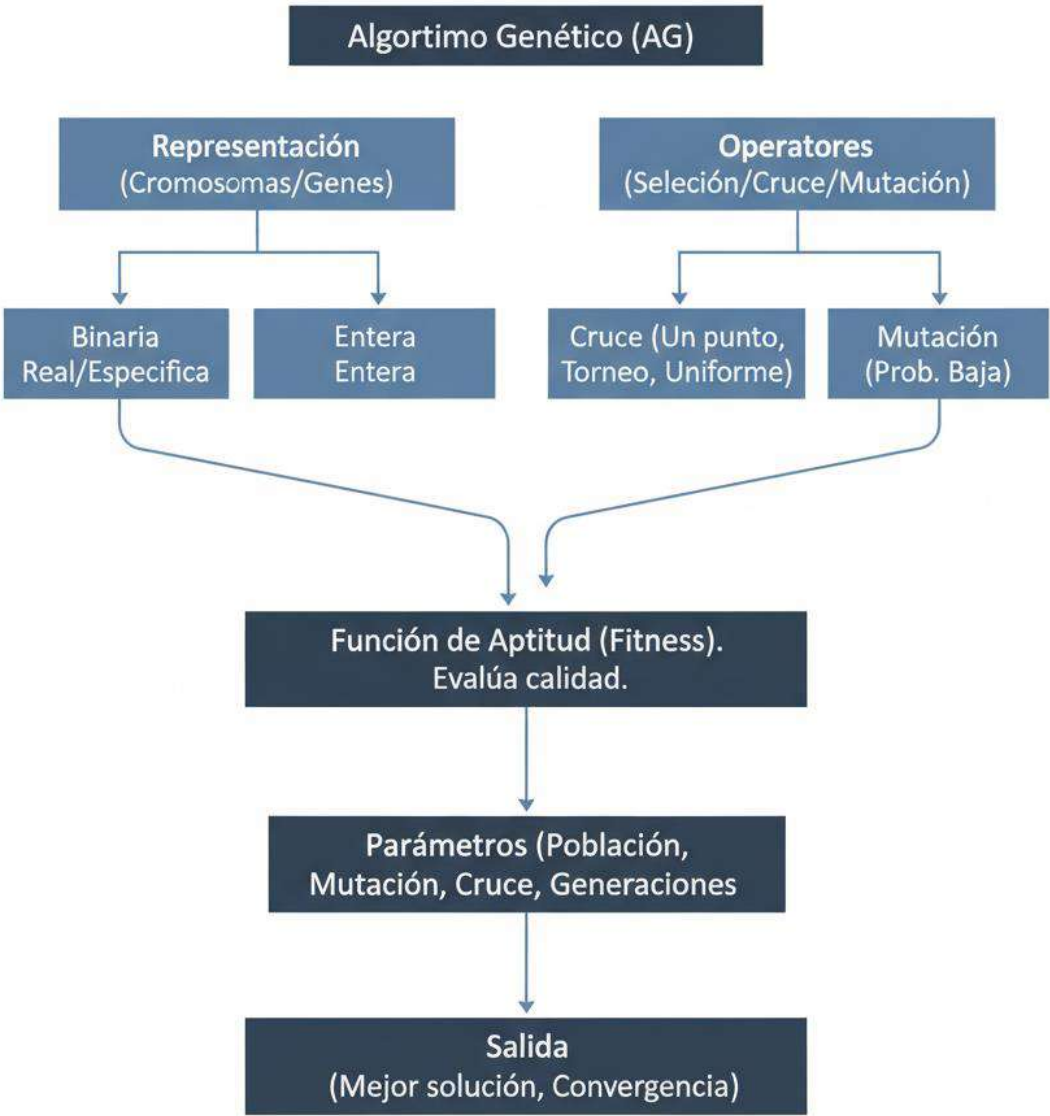 Algortimo Genético (AG)
Representación
(Cromosomas/Genes)
Operatores
(Seleción/Cruce/Mutación)
Binaria
Real/Especifica
Entera
Entera
Cruce (Un punto,
Torneo, Uniforme)
Mutación
(Prob. Baja)
Función de Aptitud (Fitness).
Evalúa calidad.
Parámetros (Población,
Mutación, Cruce, Generaciones
Salida
(Mejor solución, Convergencia)